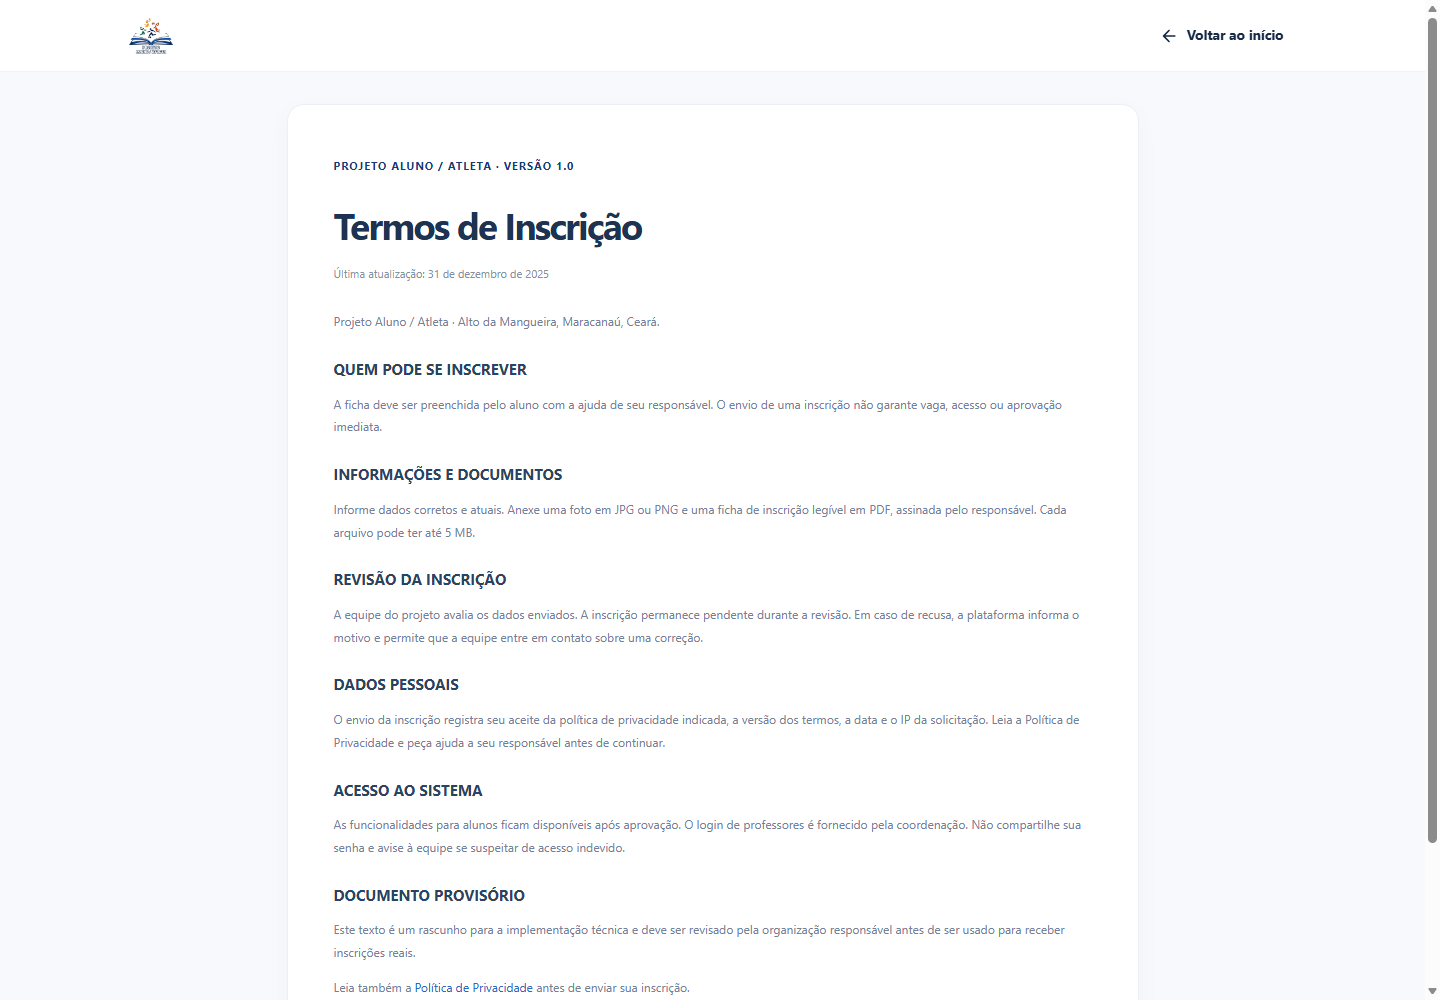 Voltar ao início
PROJETO ALUNO / ATLETA · VERSÃO 1.0
Termos de Inscrição
Última atualização: 31 de dezembro de 2025
Projeto Aluno / Atleta · Alto da Mangueira, Maracanaú, Ceará.
QUEM PODE SE INSCREVER
A ficha deve ser preenchida pelo aluno com a ajuda de seu responsável. O envio de uma inscrição não garante vaga, acesso ou aprovação
imediata.
INFORMAÇÕES E DOCUMENTOS
Informe dados corretos e atuais. Anexe uma foto em JPG ou PNG e uma ficha de inscrição legível em PDF, assinada pelo responsável. Cada
arquivo pode ter até 5 MB.
REVISÃO DA INSCRIÇÃO
A equipe do projeto avalia os dados enviados. A inscrição permanece pendente durante a revisão. Em caso de recusa, a plataforma informa o
motivo e permite que a equipe entre em contato sobre uma correção.
DADOS PESSOAIS
O envio da inscrição registra seu aceite da política de privacidade indicada, a versão dos termos, a data e o IP da solicitação. Leia a Política de
Privacidade e peça ajuda a seu responsável antes de continuar.
ACESSO AO SISTEMA
As funcionalidades para alunos ficam disponíveis após aprovação. O login de professores é fornecido pela coordenação. Não compartilhe sua
senha e avise à equipe se suspeitar de acesso indevido.
DOCUMENTO PROVISÓRIO
Este texto é um rascunho para a implementação técnica e deve ser revisado pela organização responsável antes de ser usado para receber
inscrições reais.
Leia também a Política de Privacidade antes de enviar sua inscrição.